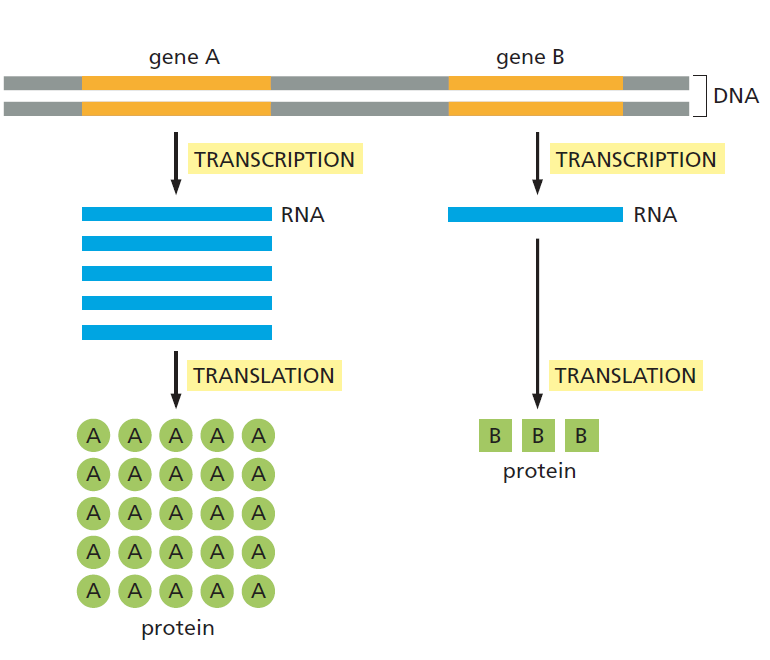 gene A
gene B
DNA
TRANSCRIPTION
TRANSCRIPTION
RNA
RNA
TRANSLATION
TRANSLATION
A A A A A
B B B
protein
A A A A A
A A A A A
A A A A A
A A A A A
protein